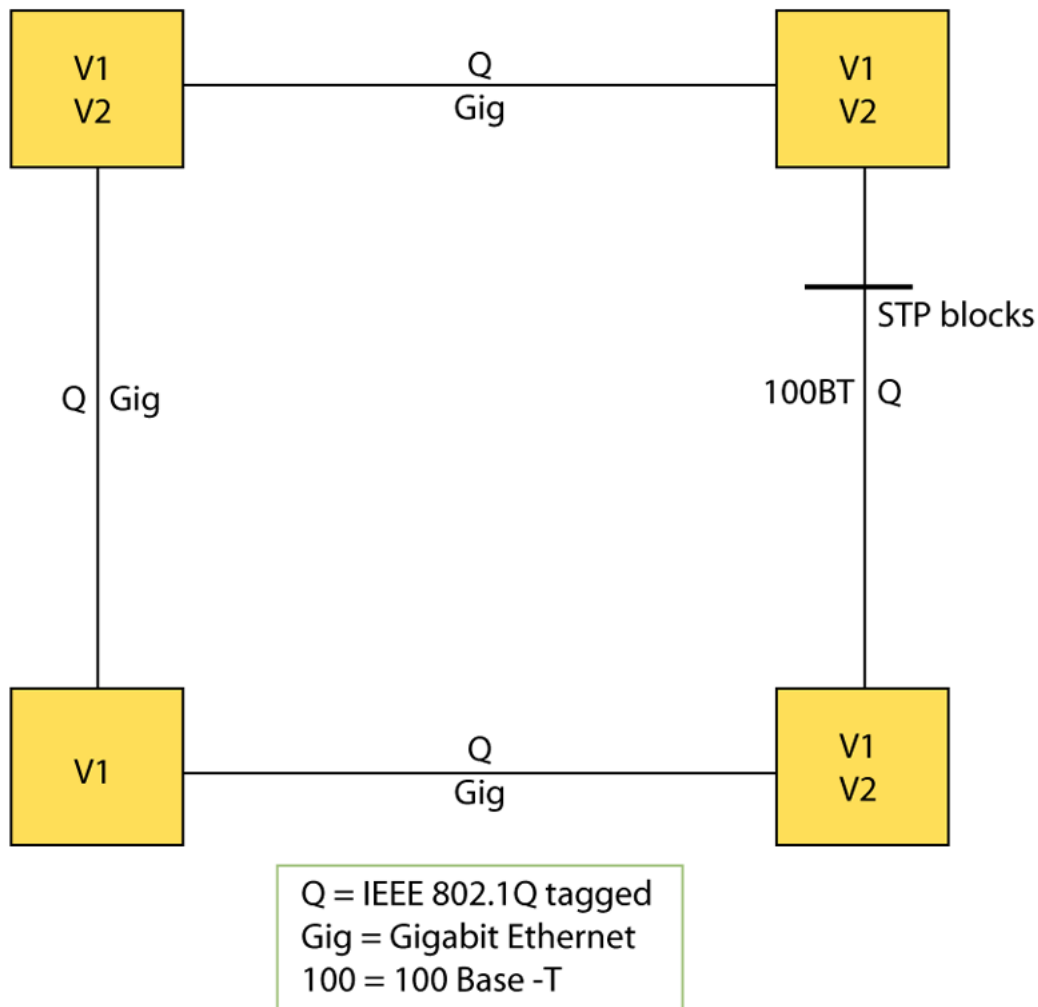 V1
V2
Q
Gig
V1
V2
STP blocks
Q Gig
100BT Q
V1
Q
Gig
V1
V2
Q = IEEE 802.1Q tagged
Gig = Gigabit Ethernet
100 = 100 Base -T